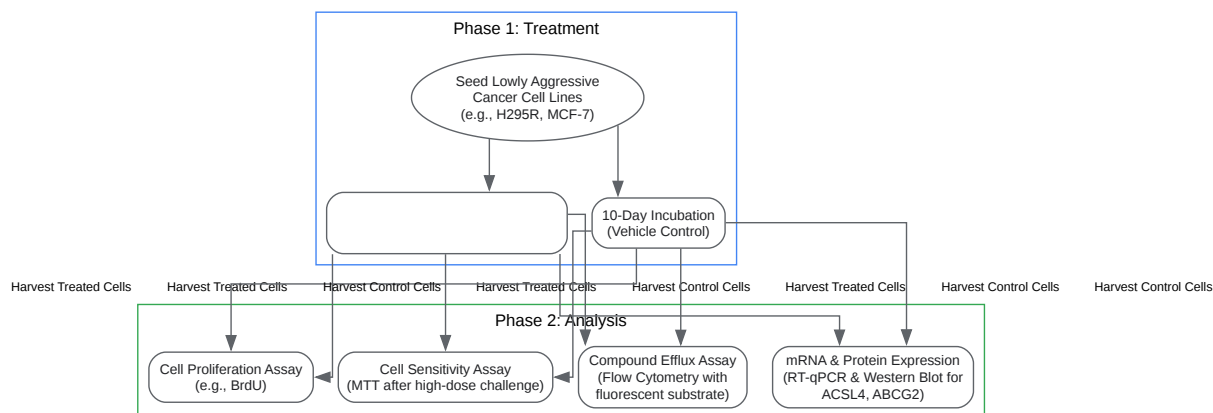 Phase 1: Treatment
Seed Lowly Aggressive
Cancer Cell Lines
(e.g., H295R, MCF-7)
10-Day Incubation
(Vehicle Control)
Harvest Treated Cells
Harvest Treated Cells
Harvest Control Cells
Harvest Treated Cells
Harvest Control Cells
Harvest Treated Cells
Harvest Control Cells
Harvest Control Cells
Phase 2: Analysis
Cell Proliferation Assay
(e.g., BrdU)
Cell Sensitivity Assay
(MTT after high-dose challenge)
Compound Efflux Assay
(Flow Cytometry with
fluorescent substrate)
mRNA & Protein Expression
(RT-qPCR & Western Blot for
ACSL4, ABCG2)